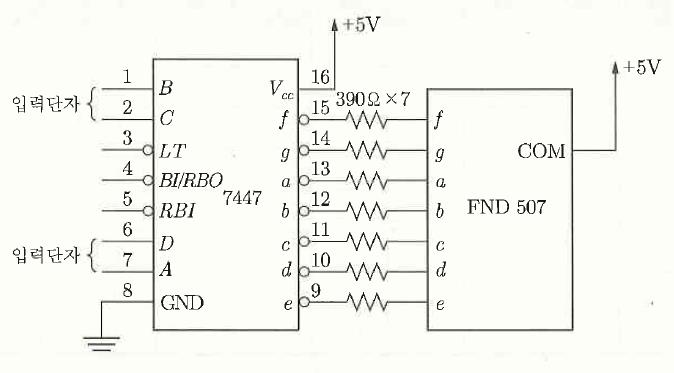 +5V
+5V
입력단자
1 B
2 C
3 LT
4 BI/RBO
5 RBI
입력단자
6 D
7 A
8 GND
7447
V_cc 16
f 15 390Ω×7 f
g 14 g
a 13 a
b 12 b
c 11 c
d 10 d
e 9 e
COM
FND 507